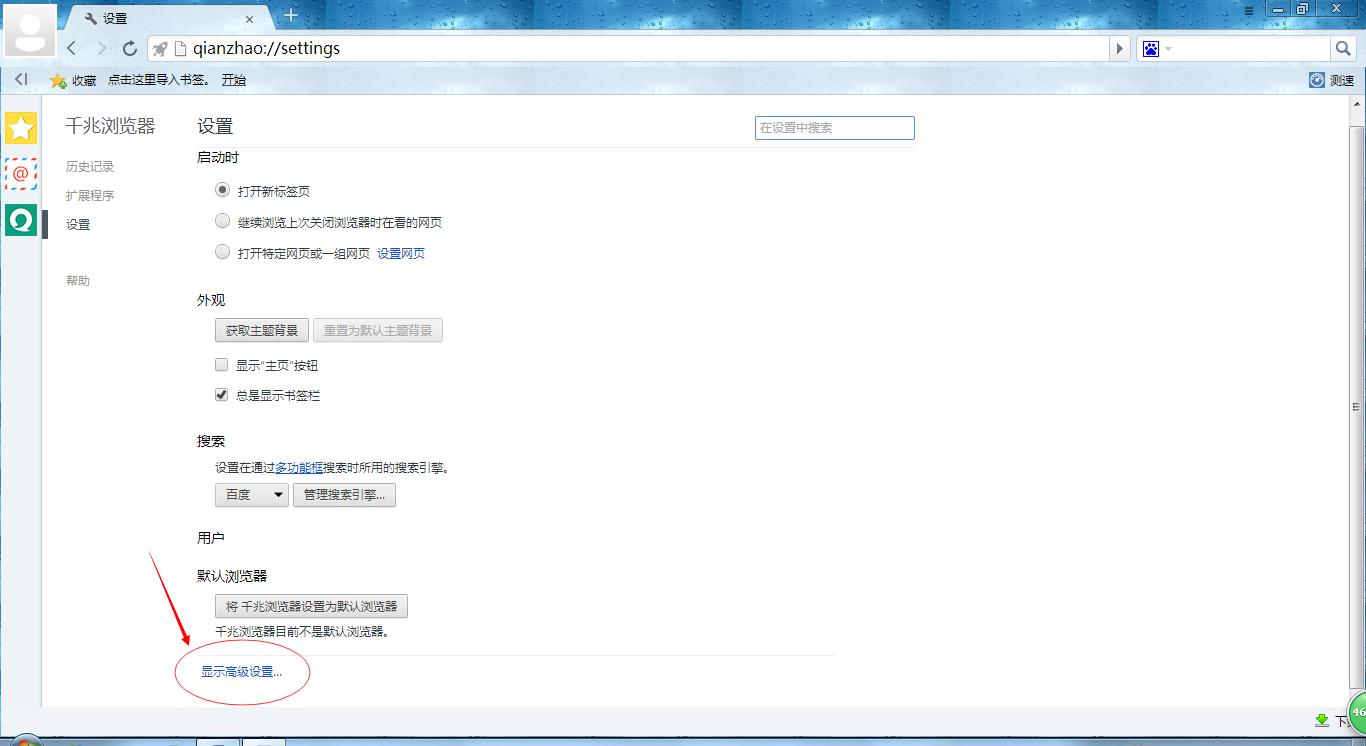 设置
qianzhao://settings
收藏 点击这里导入书签。 开始
测速
千兆浏览器
设置
在设置中搜索
历史记录
扩展程序
设置
帮助
启动时
打开新标签页
继续浏览上次关闭浏览器时在看的网页
打开特定网页或一组网页 设置网页
外观
获取主题背景 重置为默认主题背景
显示“主页”按钮
总是显示书签栏
搜索
设置在通过多功能框搜索时所用的搜索引擎。
百度 管理搜索引擎...
用户
默认浏览器
将 千兆浏览器设置为默认浏览器
千兆浏览器目前不是默认浏览器。
显示高级设置...
下
46